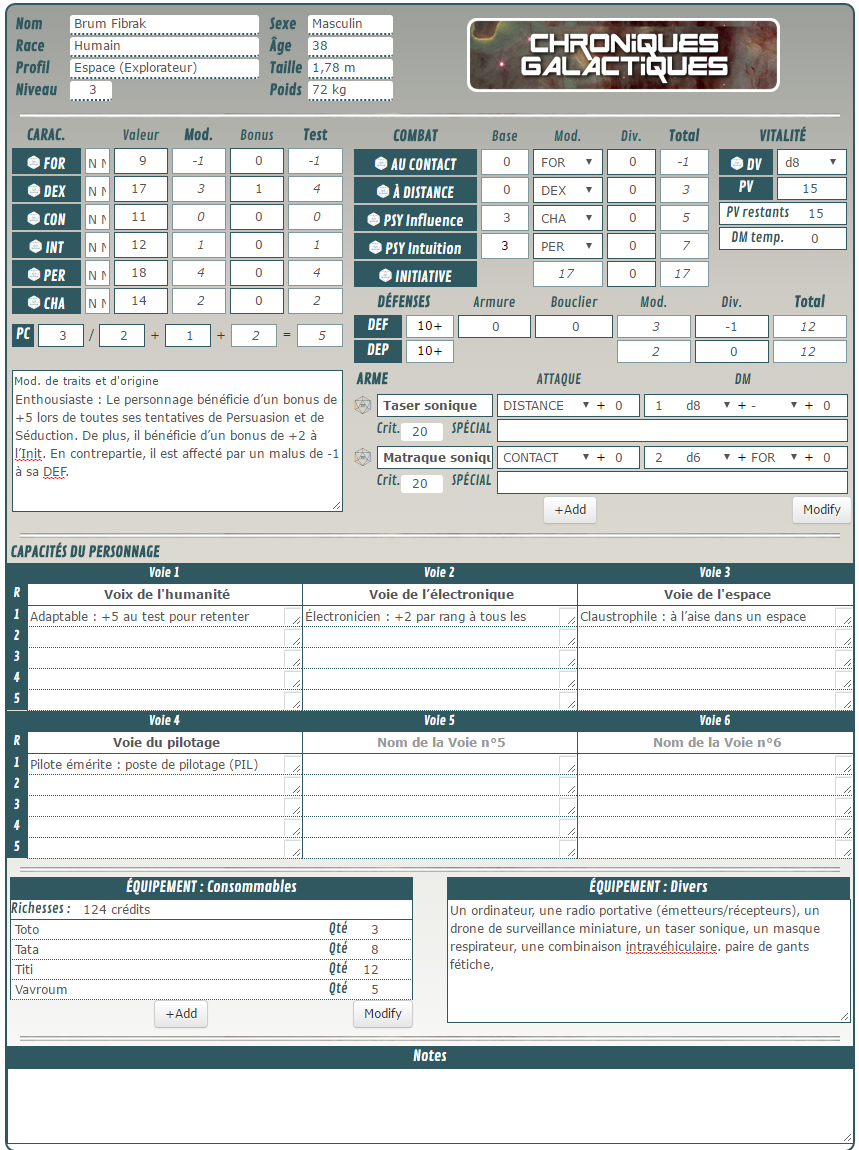 Nom Brum Fibrak Sexe Masculin
Race Humain Âge 38
Profil Espace (Explorateur) Taille 1,78 m
Niveau 3 Poids 72 kg
CHRONiQUES
GALACTiQUES
CARAC. Valeur Mod. Bonus Test
FOR N N 9 -1 0 -1
DEX N N 17 3 1 4
CON N N 11 0 0 0
INT N N 12 1 0 1
PER N N 18 4 0 4
CHA N N 14 2 0 2
PC 3 / 2 + 1 + 2 = 5
COMBAT Base Mod. Div. Total
AU CONTACT 0 FOR 0 -1
À DISTANCE 0 DEX 0 3
PSY Influence 3 CHA 0 5
PSY Intuition 3 PER 0 7
INITIATIVE 17 0 17
VITALITÉ
DV d8
PV 15
PV restants 15
DM temp. 0
DÉFENSES Armure Bouclier Mod. Div. Total
DEF 10+ 0 0 3 -1 12
DEP 10+ 2 0 12
Mod. de traits et d'origine
Enthousiaste : Le personnage bénéficie d’un bonus de
+5 lors de toutes ses tentatives de Persuasion et de
Séduction. De plus, il bénéficie d’un bonus de +2 à
l’Init. En contrepartie, il est affecté par un malus de -1
à sa DEF.
ARME ATTAQUE DM
Taser sonique DISTANCE + 0 1 d8 + - + 0
Crit. 20 SPÉCIAL
Matraque soniqu CONTACT + 0 2 d6 + FOR + 0
Crit. 20 SPÉCIAL
+Add Modify
CAPACITÉS DU PERSONNAGE
Voie 1 Voie 2 Voie 3
R Voix de l'humanité Voie de l’électronique Voie de l'espace
1 Adaptable : +5 au test pour retenter Électronicien : +2 par rang à tous les Claustrophile : à l’aise dans un espace
2
3
4
5
Voie 4 Voie 5 Voie 6
R Voie du pilotage Nom de la Voie n°5 Nom de la Voie n°6
1 Pilote émérite : poste de pilotage (PIL)
2
3
4
5
ÉQUIPEMENT : Consommables
Richesses : 124 crédits
Toto Qté 3
Tata Qté 8
Titi Qté 12
Vavroum Qté 5
+Add Modify
ÉQUIPEMENT : Divers
Un ordinateur, une radio portative (émetteurs/récepteurs), un
drone de surveillance miniature, un taser sonique, un masque
respirateur, une combinaison intravéhiculaire. paire de gants
fétiche,
Notes